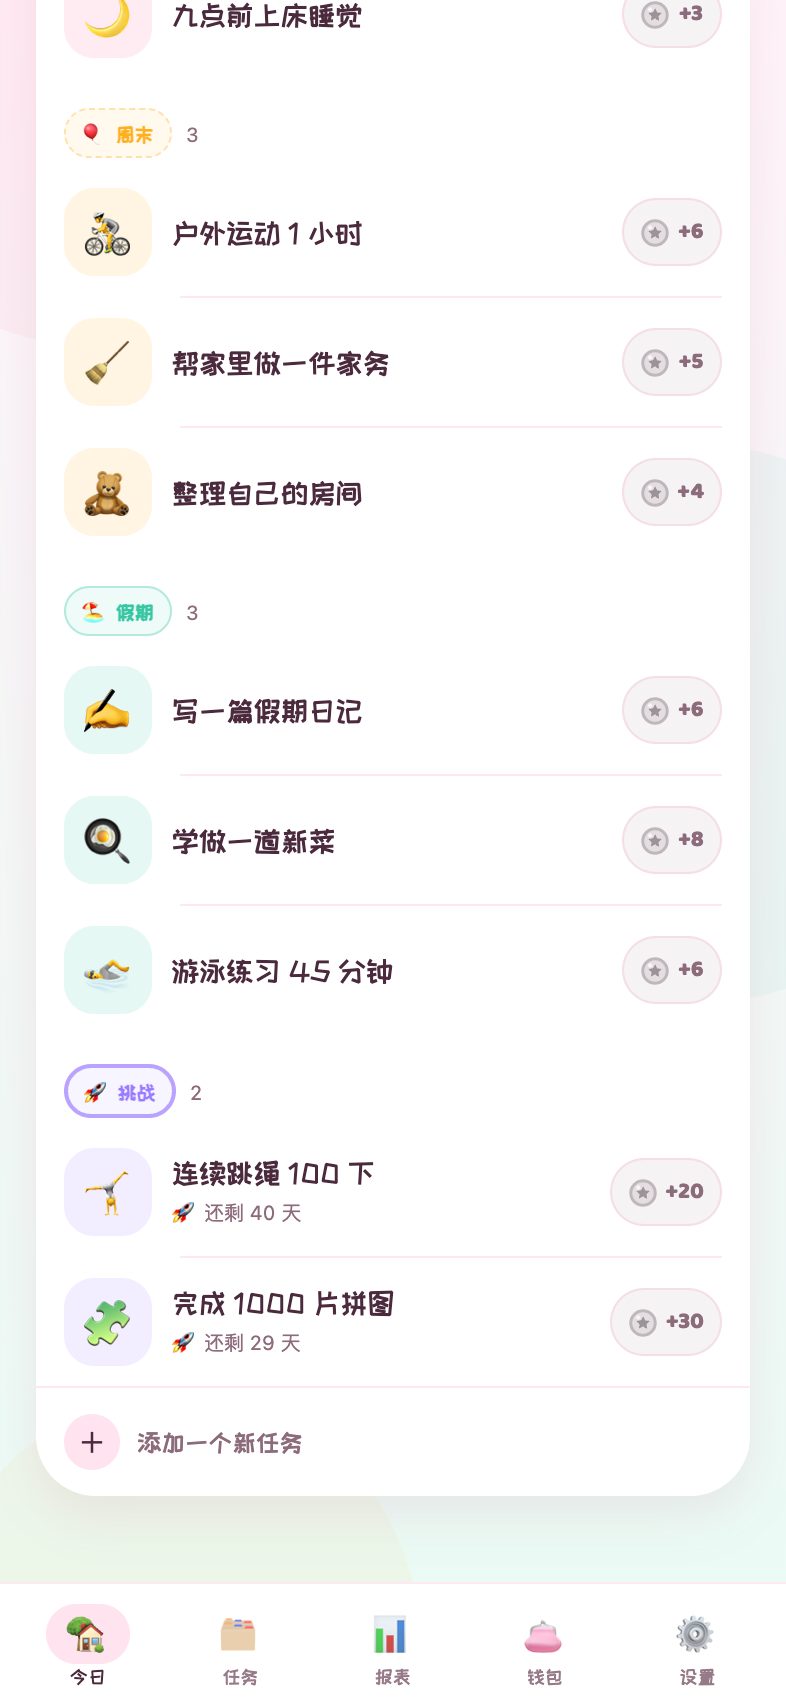 九点前上床睡觉
+3
周末
3
户外运动 1 小时
+6
帮家里做一件家务
+5
整理自己的房间
+4
假期
3
写一篇假期日记
+6
学做一道新菜
+8
游泳练习 45 分钟
+6
挑战
2
连续跳绳 100 下
还剩 40 天
+20
完成 1000 片拼图
还剩 29 天
+30
添加一个新任务
今日
任务
报表
钱包
设置